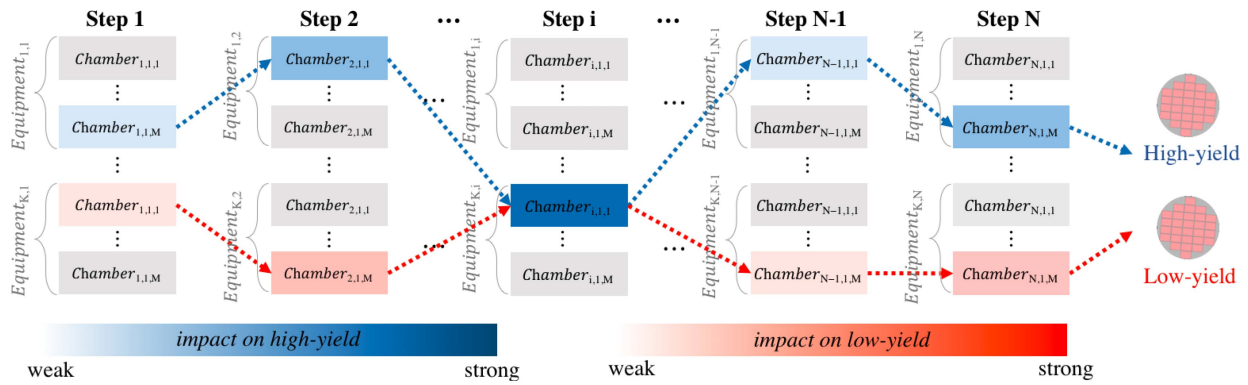 Step 1 Step 2 ... Step i ... Step N-1 Step N
Equipment1,1 Equipment1,2 Equipment1,i Equipment1,N-1 Equipment1,N
Chamber1,1,1 Chamber2,1,1 Chamberi,1,1 ChamberN−1,1,1 ChamberN,1,1
Chamber1,1,M Chamber2,1,1 Chamberi,1,M ChamberN−1,1,M ChamberN,1,M
High-yield
EquipmentK,1 EquipmentK,2 EquipmentK,i EquipmentK,N-1 EquipmentK,N
Chamber1,1,1 Chamber2,1,1 Chamberi,1,1 ChamberN−1,1,1 ChamberN,1,1
Chamber1,1,M Chamber2,1,M Chamberi,1,M ChamberN−1,1,M ChamberN,1,M
Low-yield
impact on high-yield impact on low-yield
weak strong weak strong